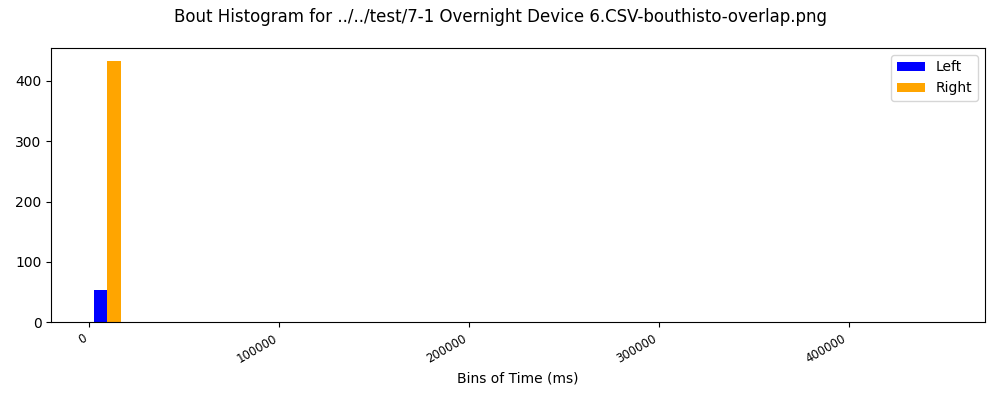 Bout Histogram for ../../test/7-1 Overnight Device 6.CSV-bouthisto-overlap.png
400
300
200
100
0
Left
Right
0
100000
200000
300000
400000
Bins of Time (ms)